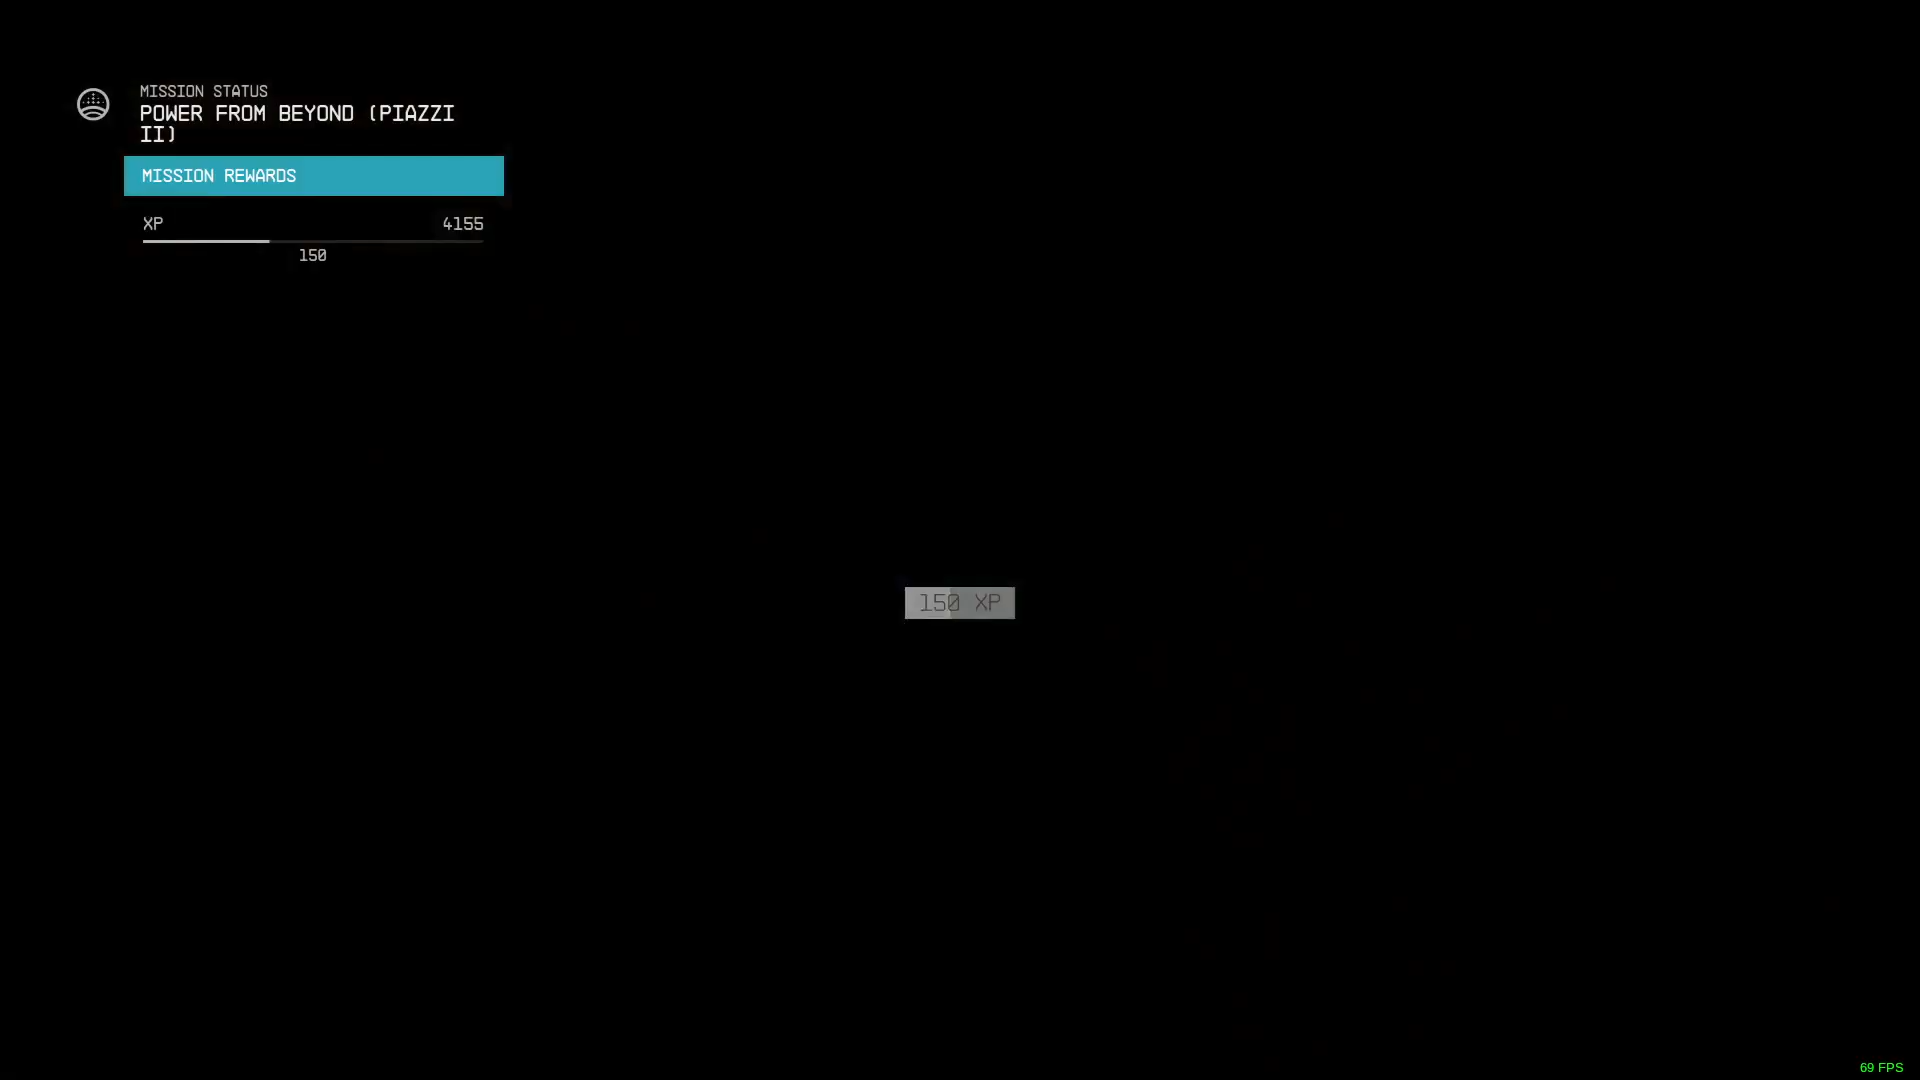 MISSION STATUS
POWER FROM BEYOND (PIAZZI
II)
MISSION REWARDS
XP 4155
150
150 XP
69 FPS